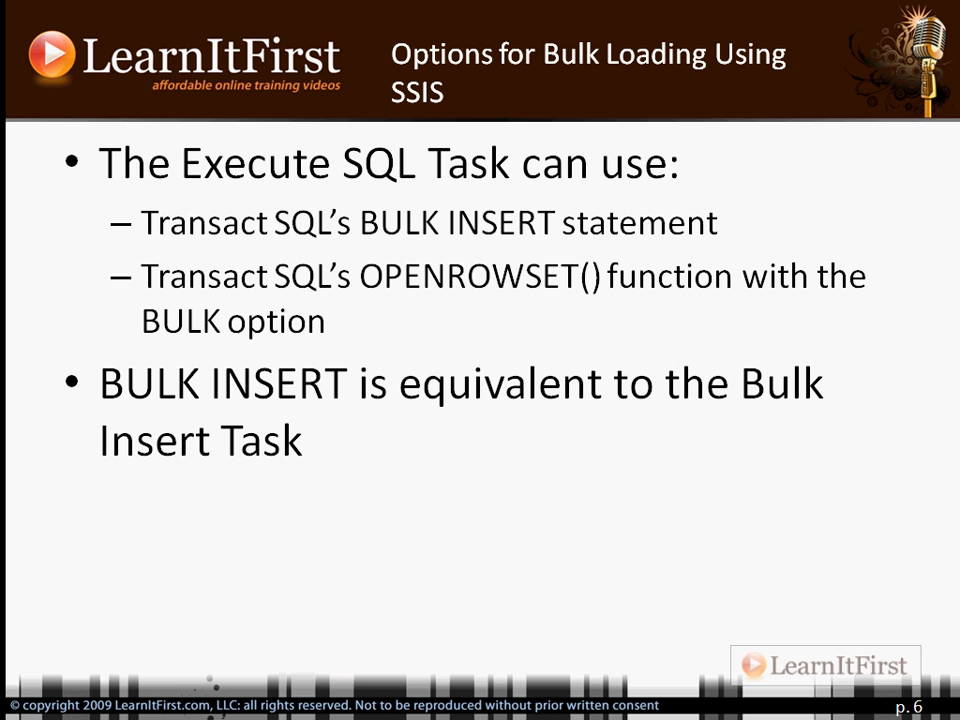 LearnItFirst
affordable online training videos
Options for Bulk Loading Using
SSIS
• The Execute SQL Task can use:
– Transact SQL’s BULK INSERT statement
– Transact SQL’s OPENROWSET() function with the
BULK option
• BULK INSERT is equivalent to the Bulk
Insert Task
LearnItFirst
© copyright 2009 LearnItFirst.com, LLC: all rights reserved. Not to be reproduced without prior written consent
p. 6